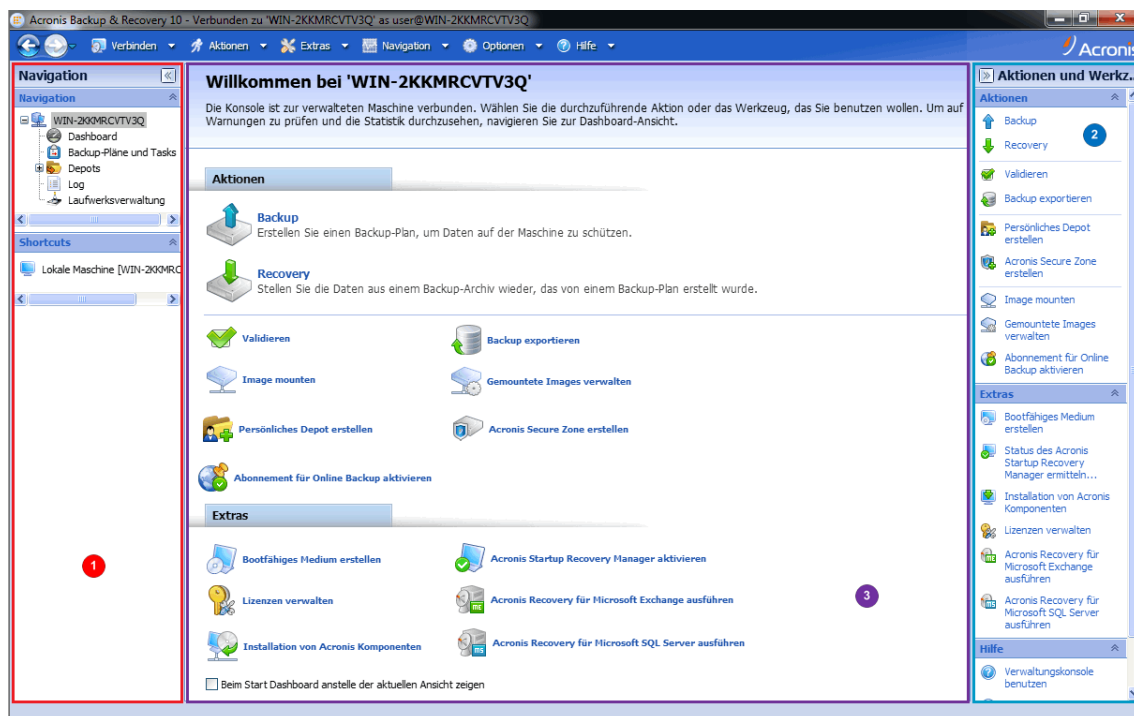 Acronis Backup & Recovery 10 - Verbunden zu 'WIN-2KKMRCVTV3Q' as user@WIN-2KKMRCVTV3Q
Verbinden
Aktionen
Extras
Navigation
Optionen
Hilfe
Acronis
Navigation
Navigation
WIN-2KKMRCVTV3Q
Dashboard
Backup-Pläne und Tasks
Depots
Log
Laufwerksverwaltung
Shortcuts
Lokale Maschine [WIN-2KKMRC
1
Willkommen bei 'WIN-2KKMRCVTV3Q'
Die Konsole ist zur verwalteten Maschine verbunden. Wählen Sie die durchzuführende Aktion oder das Werkzeug, das Sie benutzen wollen. Um auf
Warnungen zu prüfen und die Statistik durchzusehen, navigieren Sie zur Dashboard-Ansicht.
Aktionen
Backup
Erstellen Sie einen Backup-Plan, um Daten auf der Maschine zu schützen.
Recovery
Stellen Sie die Daten aus einem Backup-Archiv wieder, das von einem Backup-Plan erstellt wurde.
Validieren
Backup exportieren
Image mounten
Gemountete Images verwalten
Persönliches Depot erstellen
Acronis Secure Zone erstellen
Abonnement für Online Backup aktivieren
Extras
Bootfähiges Medium erstellen
Acronis Startup Recovery Manager aktivieren
Lizenzen verwalten
Acronis Recovery für Microsoft Exchange ausführen
3
Installation von Acronis Komponenten
Acronis Recovery für Microsoft SQL Server ausführen
Beim Start Dashboard anstelle der aktuellen Ansicht zeigen
Aktionen und Werkz..
Aktionen
Backup
2
Recovery
Validieren
Backup exportieren
Persönliches Depot
erstellen
Acronis Secure Zone
erstellen
Image mounten
Gemountete Images
verwalten
Abonnement für Online
Backup aktivieren
Extras
Bootfähiges Medium
erstellen
Status des Acronis
Startup Recovery
Manager ermitteln...
Installation von Acronis
Komponenten
Lizenzen verwalten
Acronis Recovery für
Microsoft Exchange
ausführen
Acronis Recovery für
Microsoft SQL Server
ausführen
Hilfe
Verwaltungskonsole
benutzen